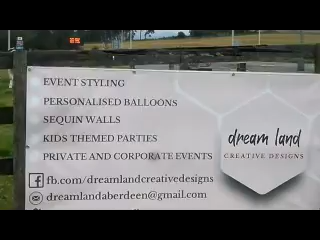 EVENT STYLING
PERSONALISED BALLOONS
SEQUIN WALLS
KIDS THEMED PARTIES
PRIVATE AND CORPORATE EVENTS
fb.com/dreamlandcreativedesigns
dreamlandaberdeen@gmail.com
dream land
CREATIVE DESIGNS